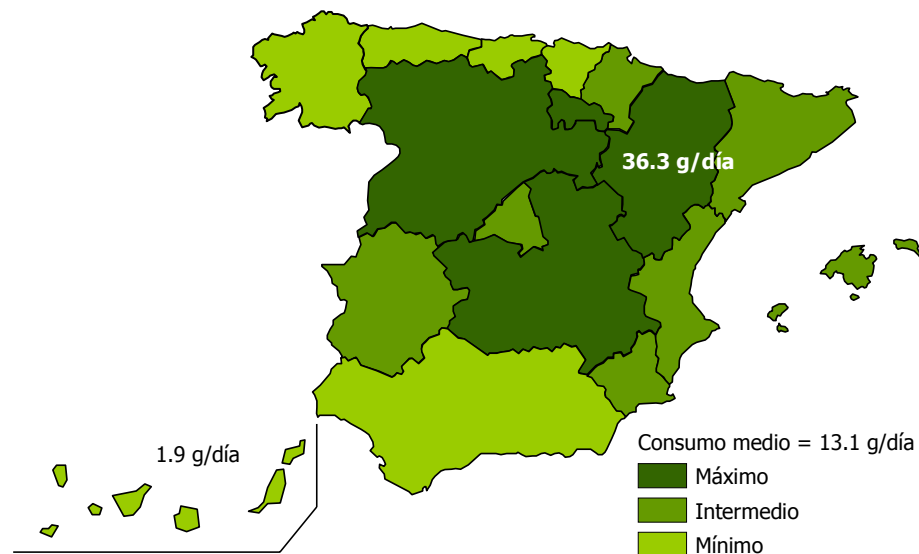 36.3 g/día
1.9 g/día
Consumo medio = 13.1 g/día
Máximo
Intermedio
Mínimo